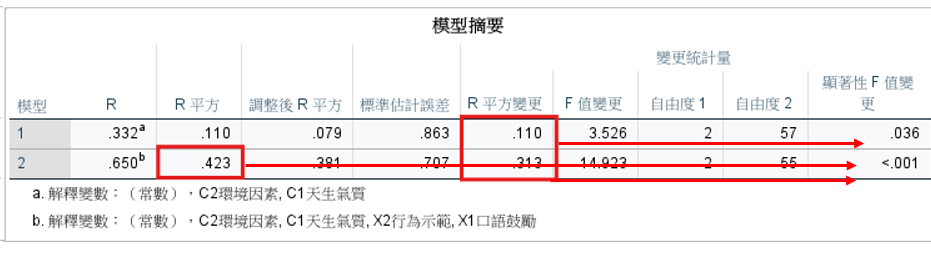 模型摘要
變更統計量
模型 R R 平方 調整後 R 平方 標準估計誤差 R 平方變更 F 值變更 自由度 1 自由度 2 顯著性 F 值變更
1 .332a .110 .079 .863 .110 3.526 2 57 .036
2 .650b .423 .381 .707 .313 14.923 2 55 <.001
a. 解釋變數：（常數），C2環境因素, C1天生氣質
b. 解釋變數：（常數），C2環境因素, C1天生氣質, X2行為示範, X1口語鼓勵